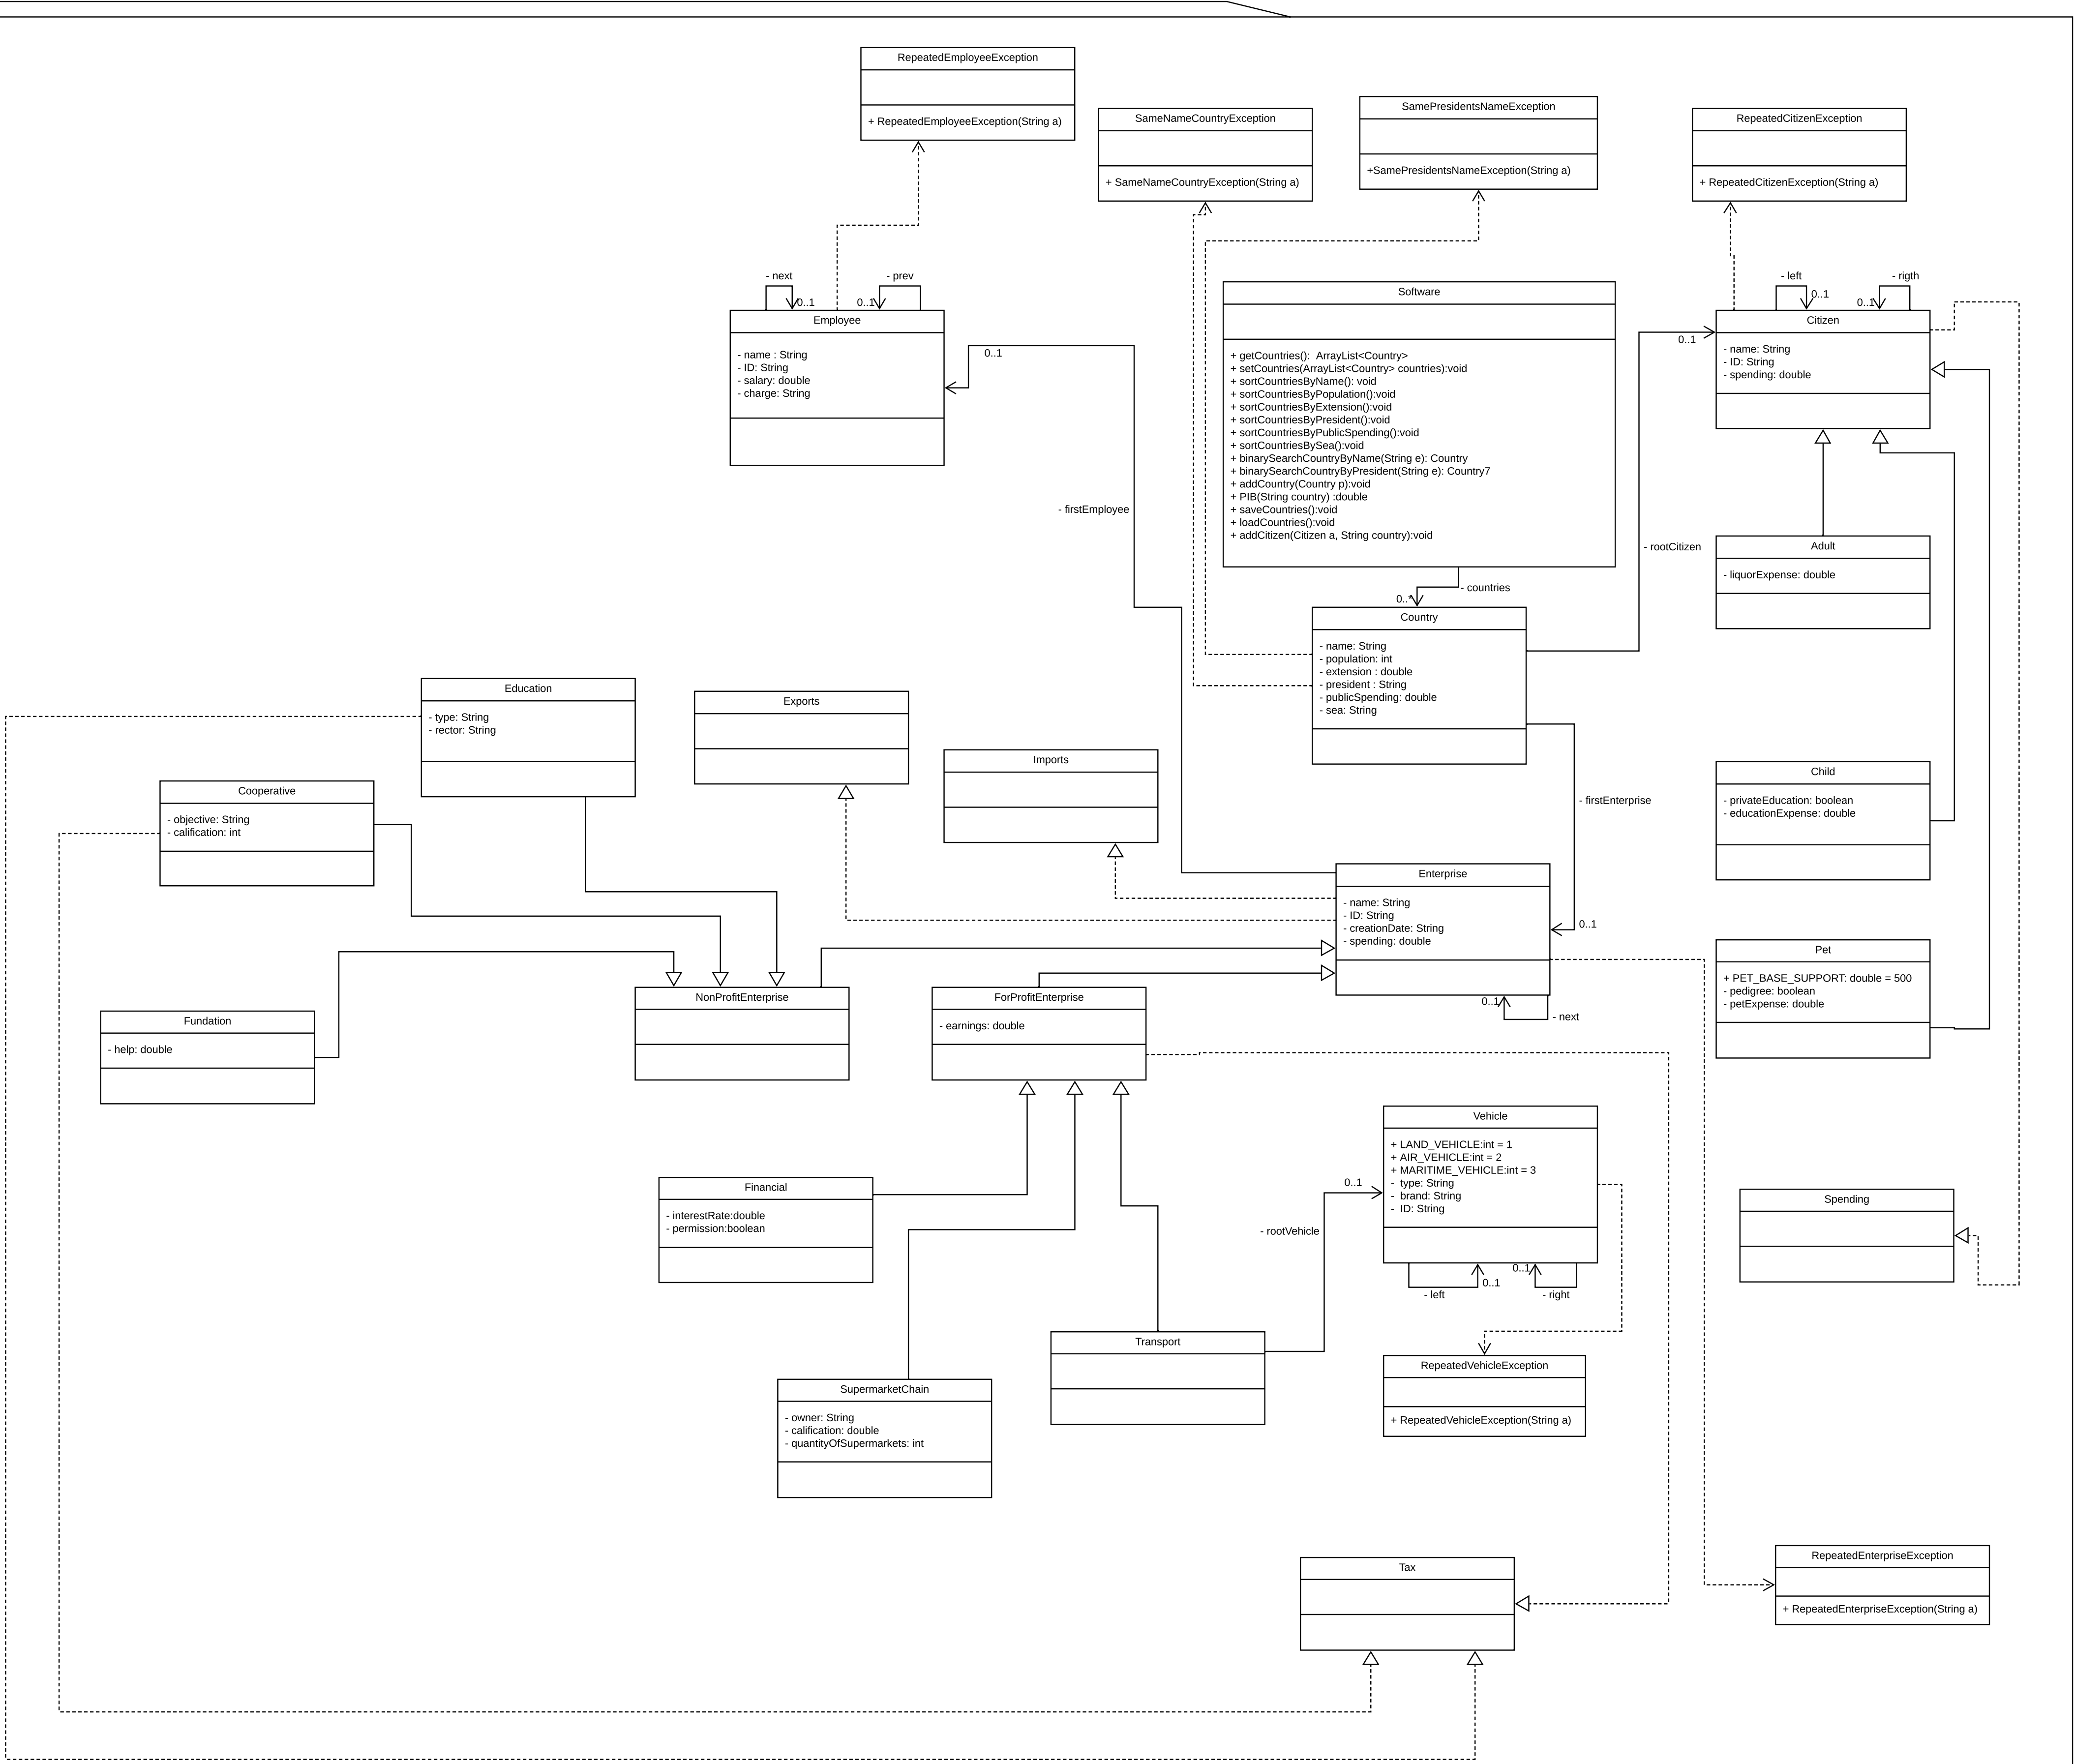 RepeatedEmployeeException
+ RepeatedEmployeeException(String a)
SameNameCountryException
+ SameNameCountryException(String a)
SamePresidentsNameException
+SamePresidentsNameException(String a)
RepeatedCitizenException
+ RepeatedCitizenException(String a)
- next
0..1
- prev
0..1
Employee
- name : String
- ID: String
- salary: double
- charge: String
0..1
- firstEmployee
Software
+ getCountries():  ArrayList<Country>
+ setCountries(ArrayList<Country> countries):void
+ sortCountriesByName(): void
+ sortCountriesByPopulation():void
+ sortCountriesByExtension():void
+ sortCountriesByPresident():void
+ sortCountriesByPublicSpending():void
+ sortCountriesBySea():void
+ binarySearchCountryByName(String e): Country
+ binarySearchCountryByPresident(String e): Country7
+ addCountry(Country p):void
+ PIB(String country) :double
+ saveCountries():void
+ loadCountries():void
+ addCitizen(Citizen a, String country):void
- left
0..1
- rigth
0..1
Citizen
- name: String
- ID: String
- spending: double
0..1
- rootCitizen
Adult
- liquorExpense: double
- countries
0..*
Country
- name: String
- population: int
- extension : double
- president : String
- publicSpending: double
- sea: String
Education
- type: String
- rector: String
Exports
Imports
Cooperative
- objective: String
- calification: int
Child
- privateEducation: boolean
- educationExpense: double
- firstEnterprise
0..1
Enterprise
- name: String
- ID: String
- creationDate: String
- spending: double
0..1
- next
Pet
+ PET_BASE_SUPPORT: double = 500
- pedigree: boolean
- petExpense: double
Fundation
- help: double
NonProfitEnterprise
ForProfitEnterprise
- earnings: double
Vehicle
+ LAND_VEHICLE:int = 1
+ AIR_VEHICLE:int = 2
+ MARITIME_VEHICLE:int = 3
-  type: String
-  brand: String
-  ID: String
0..1
- rootVehicle
0..1
- left
0..1
- right
Financial
- interestRate:double
- permission:boolean
Spending
Transport
RepeatedVehicleException
+ RepeatedVehicleException(String a)
SupermarketChain
- owner: String
- calification: double
- quantityOfSupermarkets: int
Tax
RepeatedEnterpriseException
+ RepeatedEnterpriseException(String a)